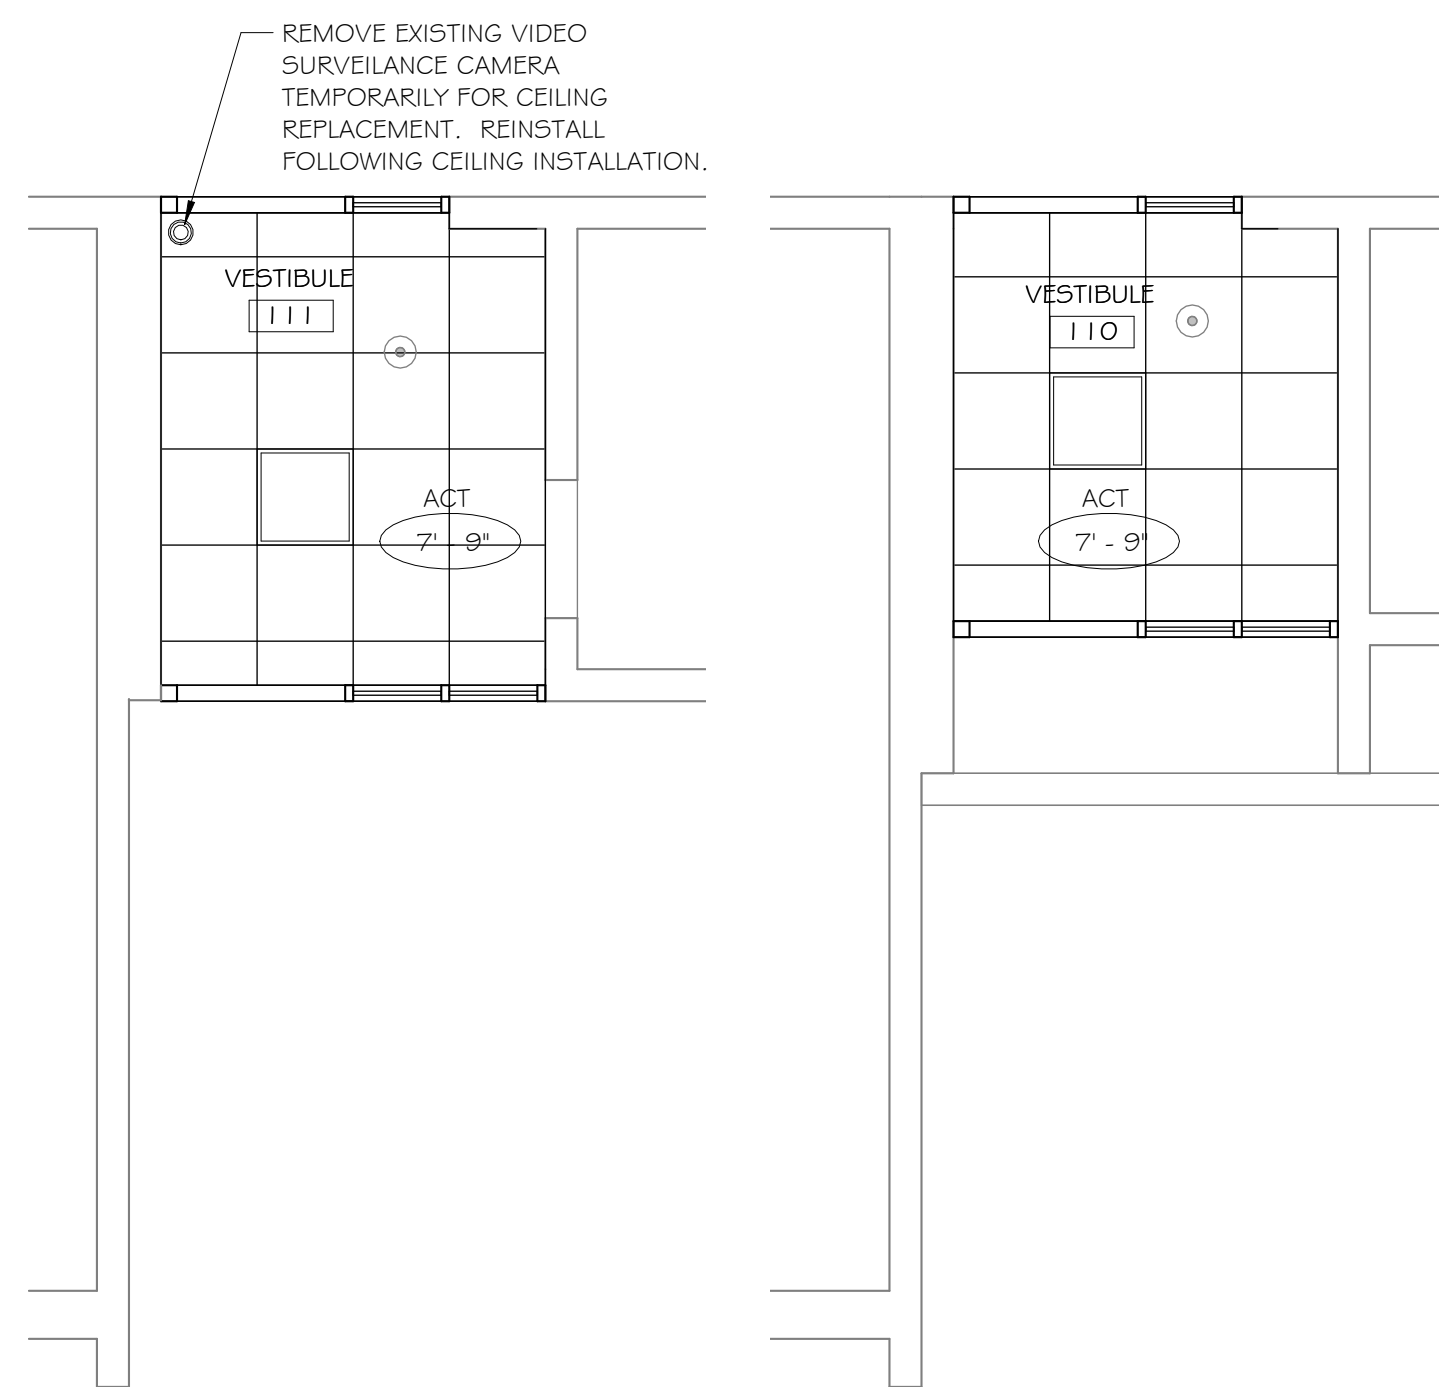 REMOVE EXISTING VIDEO
SURVEILANCE CAMERA
TEMPORARILY FOR CEILING
REPLACEMENT. REINSTALL
FOLLOWING CEILING INSTALLATION.
VESTIBULE
111
ACT
7' - 9"
VESTIBULE
110
ACT
7' - 9"